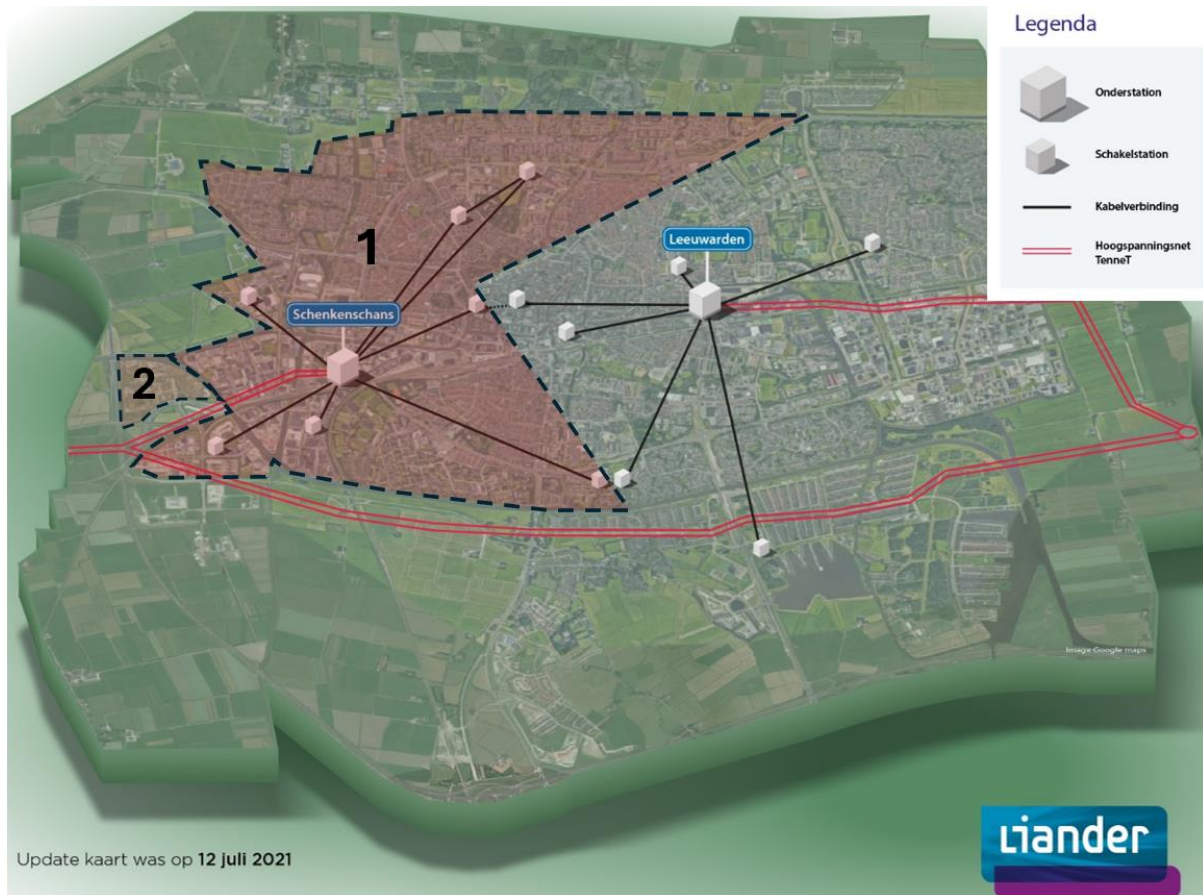 Legenda
Onderstation
Schakelstation
Kabelverbinding
Hoogspanningsnet
TenneT
1
Leeuwarden
Schenkenschans
2
Image Google maps
Update kaart was op 12 juli 2021
liander